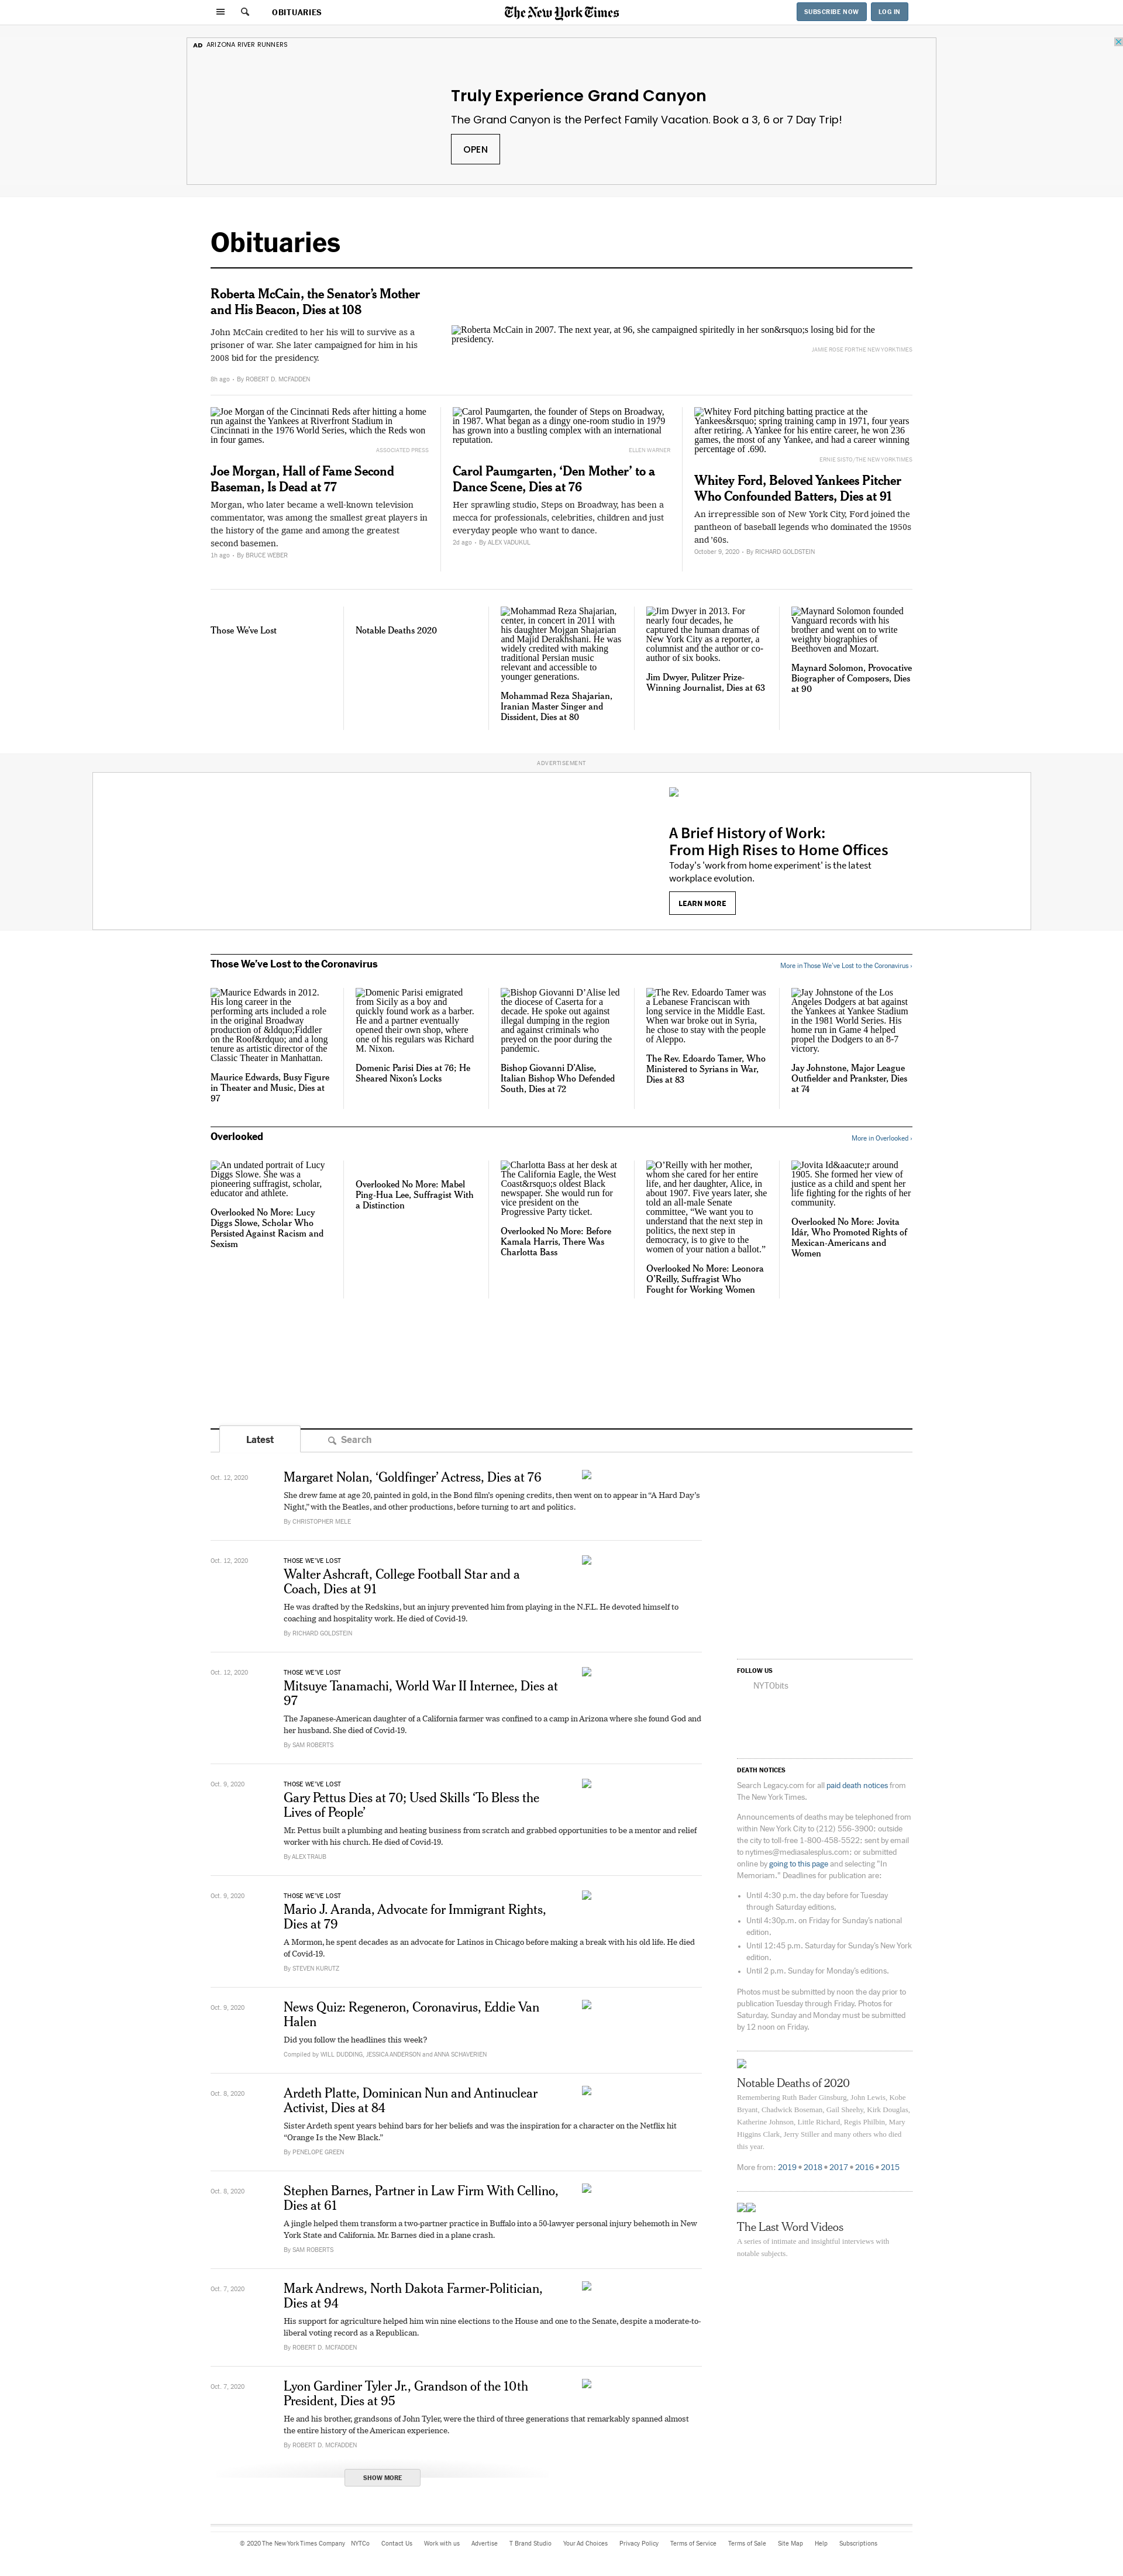 OBITUARIES
The New York Times
SUBSCRIBE NOW
LOG IN
AD ARIZONA RIVER RUNNERS
Truly Experience Grand Canyon
The Grand Canyon is the Perfect Family Vacation. Book a 3, 6 or 7 Day Trip!
OPEN
Obituaries
Roberta McCain, the Senator's Mother
and His Beacon, Dies at 108
John McCain credited to her his will to survive as a
prisoner of war. She later campaigned for him in his
2008 bid for the presidency.
8h ago • By ROBERT D. MCFADDEN
Roberta McCain in 2007. The next year, at 96, she campaigned spiritedly in her son&rsquo;s losing bid for the
presidency.
JAMIE ROSE FOR THE NEW YORK TIMES
Joe Morgan of the Cincinnati Reds after hitting a home
run against the Yankees at Riverfront Stadium in
Cincinnati in the 1976 World Series, which the Reds won
in four games.
ASSOCIATED PRESS
Joe Morgan, Hall of Fame Second
Baseman, Is Dead at 77
Morgan, who later became a well-known television
commentator, was among the smallest great players in
the history of the game and among the greatest
second basemen.
1h ago • By BRUCE WEBER
Carol Paumgarten, the founder of Steps on Broadway,
in 1987. What began as a dingy one-room studio in 1979
has grown into a bustling complex with an international
reputation.
ELLEN WARNER
Carol Paumgarten, 'Den Mother' to a
Dance Scene, Dies at 76
Her sprawling studio, Steps on Broadway, has been a
mecca for professionals, celebrities, children and just
everyday people who want to dance.
2d ago • By ALEX VADUKUL
Whitey Ford pitching batting practice at the
Yankees&rsquo; spring training camp in 1971, four years
after retiring. A Yankee for his entire career, he won 236
games, the most of any Yankee, and had a career winning
percentage of .690.
ERNIE SISTO/THE NEW YORK TIMES
Whitey Ford, Beloved Yankees Pitcher
Who Confounded Batters, Dies at 91
An irrepressible son of New York City, Ford joined the
pantheon of baseball legends who dominated the 1950s
and '60s.
October 9, 2020 • By RICHARD GOLDSTEIN
Those We've Lost
Notable Deaths 2020
Mohammad Reza Shajarian,
center, in concert in 2011 with
his daughter Mojgan Shajarian
and Majid Derakhshani. He was
widely credited with making
traditional Persian music
relevant and accessible to
younger generations.
Mohammad Reza Shajarian,
Iranian Master Singer and
Dissident, Dies at 80
Jim Dwyer in 2013. For
nearly four decades, he
captured the human dramas of
New York City as a reporter, a
columnist and the author or co-
author of six books.
Jim Dwyer, Pulitzer Prize-
Winning Journalist, Dies at 63
Maynard Solomon founded
Vanguard records with his
brother and went on to write
weighty biographies of
Beethoven and Mozart.
Maynard Solomon, Provocative
Biographer of Composers, Dies
at 90
ADVERTISEMENT
A Brief History of Work:
From High Rises to Home Offices
Today's 'work from home experiment' is the latest
workplace evolution.
LEARN MORE
Those We've Lost to the Coronavirus
More in Those We've Lost to the Coronavirus ›
Maurice Edwards in 2012.
His long career in the
performing arts included a role
in the original Broadway
production of &ldquo;Fiddler
on the Roof&rdquo; and a long
tenure as artistic director of the
Classic Theater in Manhattan.
Maurice Edwards, Busy Figure
in Theater and Music, Dies at
97
Domenic Parisi emigrated
from Sicily as a boy and
quickly found work as a barber.
He and a partner eventually
opened their own shop, where
one of his regulars was Richard
M. Nixon.
Domenic Parisi Dies at 76; He
Sheared Nixon's Locks
Bishop Giovanni D'Alise led
the diocese of Caserta for a
decade. He spoke out against
illegal dumping in the region
and against criminals who
preyed on the poor during the
pandemic.
Bishop Giovanni D'Alise,
Italian Bishop Who Defended
South, Dies at 72
The Rev. Edoardo Tamer was
a Lebanese Franciscan with
long service in the Middle East.
When war broke out in Syria,
he chose to stay with the people
of Aleppo.
The Rev. Edoardo Tamer, Who
Ministered to Syrians in War,
Dies at 83
Jay Johnstone of the Los
Angeles Dodgers at bat against
the Yankees at Yankee Stadium
in the 1981 World Series. His
home run in Game 4 helped
propel the Dodgers to an 8-7
victory.
Jay Johnstone, Major League
Outfielder and Prankster, Dies
at 74
Overlooked
More in Overlooked ›
An undated portrait of Lucy
Diggs Slowe. She was a
pioneering suffragist, scholar,
educator and athlete.
Overlooked No More: Lucy
Diggs Slowe, Scholar Who
Persisted Against Racism and
Sexism
Overlooked No More: Mabel
Ping-Hua Lee, Suffragist With
a Distinction
Charlotta Bass at her desk at
The California Eagle, the West
Coast&rsquo;s oldest Black
newspaper. She would run for
vice president on the
Progressive Party ticket.
Overlooked No More: Before
Kamala Harris, There Was
Charlotta Bass
O'Reilly with her mother,
whom she cared for her entire
life, and her daughter, Alice, in
about 1907. Five years later, she
told an all-male Senate
committee, "We want you to
understand that the next step in
politics, the next step in
democracy, is to give to the
women of your nation a ballot."
Overlooked No More: Leonora
O'Reilly, Suffragist Who
Fought for Working Women
Jovita Id&aacute;r around
1905. She formed her view of
justice as a child and spent her
life fighting for the rights of her
community.
Overlooked No More: Jovita
Idár, Who Promoted Rights of
Mexican-Americans and
Women
Latest
Search
Oct. 12, 2020
Margaret Nolan, 'Goldfinger' Actress, Dies at 76
She drew fame at age 20, painted in gold, in the Bond film's opening credits, then went on to appear in "A Hard Day's
Night," with the Beatles, and other productions, before turning to art and politics.
By CHRISTOPHER MELE
Oct. 12, 2020
THOSE WE'VE LOST
Walter Ashcraft, College Football Star and a
Coach, Dies at 91
He was drafted by the Redskins, but an injury prevented him from playing in the N.F.L. He devoted himself to
coaching and hospitality work. He died of Covid-19.
By RICHARD GOLDSTEIN
Oct. 12, 2020
THOSE WE'VE LOST
Mitsuye Tanamachi, World War II Internee, Dies at
97
The Japanese-American daughter of a California farmer was confined to a camp in Arizona where she found God and
her husband. She died of Covid-19.
By SAM ROBERTS
Oct. 9, 2020
THOSE WE'VE LOST
Gary Pettus Dies at 70; Used Skills 'To Bless the
Lives of People'
Mr. Pettus built a plumbing and heating business from scratch and grabbed opportunities to be a mentor and relief
worker with his church. He died of Covid-19.
By ALEX TRAUB
Oct. 9, 2020
THOSE WE'VE LOST
Mario J. Aranda, Advocate for Immigrant Rights,
Dies at 79
A Mormon, he spent decades as an advocate for Latinos in Chicago before making a break with his old life. He died
of Covid-19.
By STEVEN KURUTZ
Oct. 9, 2020
News Quiz: Regeneron, Coronavirus, Eddie Van
Halen
Did you follow the headlines this week?
Compiled by WILL DUDDING, JESSICA ANDERSON and ANNA SCHAVERIEN
Oct. 8, 2020
Ardeth Platte, Dominican Nun and Antinuclear
Activist, Dies at 84
Sister Ardeth spent years behind bars for her beliefs and was the inspiration for a character on the Netflix hit
"Orange Is the New Black."
By PENELOPE GREEN
Oct. 8, 2020
Stephen Barnes, Partner in Law Firm With Cellino,
Dies at 61
A jingle helped them transform a two-partner practice in Buffalo into a 50-lawyer personal injury behemoth in New
York State and California. Mr. Barnes died in a plane crash.
By SAM ROBERTS
Oct. 7, 2020
Mark Andrews, North Dakota Farmer-Politician,
Dies at 94
His support for agriculture helped him win nine elections to the House and one to the Senate, despite a moderate-to-
liberal voting record as a Republican.
By ROBERT D. MCFADDEN
Oct. 7, 2020
Lyon Gardiner Tyler Jr., Grandson of the 10th
President, Dies at 95
He and his brother, grandsons of John Tyler, were the third of three generations that remarkably spanned almost
the entire history of the American experience.
By ROBERT D. MCFADDEN
SHOW MORE
FOLLOW US
NYTObits
DEATH NOTICES
Search Legacy.com for all paid death notices from
The New York Times.
Announcements of deaths may be telephoned from
within New York City to (212) 556-3900; outside
the city to toll-free 1-800-458-5522; sent by email
to nytimes@mediasalesplus.com; or submitted
online by going to this page and selecting "In
Memoriam." Deadlines for publication are:
• Until 4:30 p.m. the day before for Tuesday
through Saturday editions.
• Until 4:30p.m. on Friday for Sunday's national
edition.
• Until 12:45 p.m. Saturday for Sunday's New York
edition.
• Until 2 p.m. Sunday for Monday's editions.
Photos must be submitted by noon the day prior to
publication Tuesday through Friday. Photos for
Saturday, Sunday and Monday must be submitted
by 12 noon on Friday.
Notable Deaths of 2020
Remembering Ruth Bader Ginsburg, John Lewis, Kobe
Bryant, Chadwick Boseman, Gail Sheehy, Kirk Douglas,
Katherine Johnson, Little Richard, Regis Philbin, Mary
Higgins Clark, Jerry Stiller and many others who died
this year.
More from: 2019 • 2018 • 2017 • 2016 • 2015
The Last Word Videos
A series of intimate and insightful interviews with
notable subjects.
© 2020 The New York Times Company NYTCo Contact Us Work with us Advertise T Brand Studio Your Ad Choices Privacy Policy Terms of Service Terms of Sale Site Map Help Subscriptions